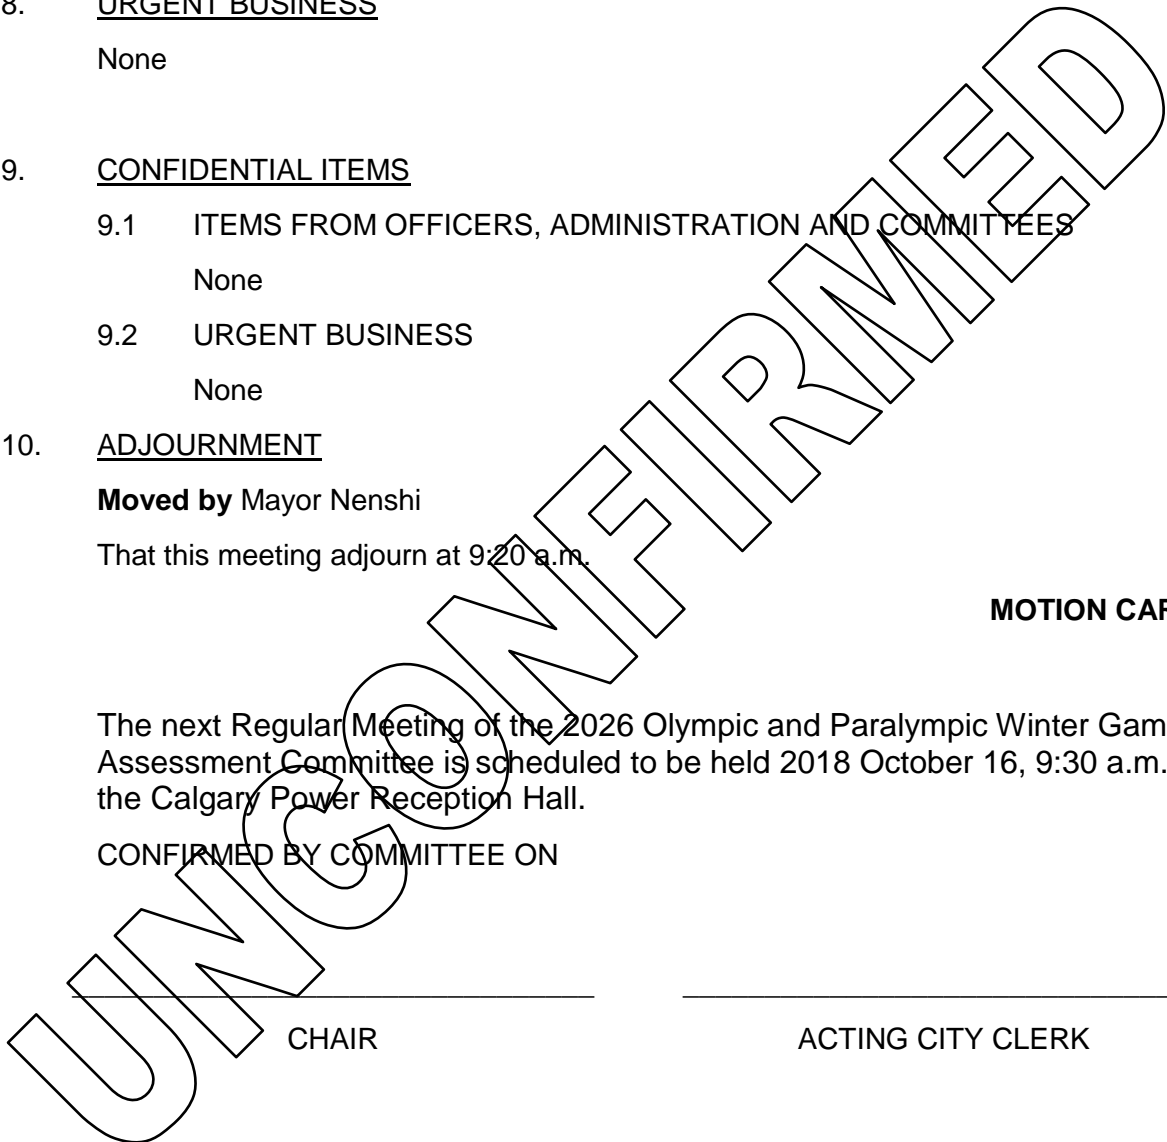 8. URGENT BUSINESS
None
9. CONFIDENTIAL ITEMS
9.1 ITEMS FROM OFFICERS, ADMINISTRATION AND COMMITTEES
None
9.2 URGENT BUSINESS
None
10. ADJOURNMENT
Moved by Mayor Nenshi
That this meeting adjourn at 9:20 a.m.
MOTION CAR
The next Regular Meeting of the 2026 Olympic and Paralympic Winter Gam
Assessment Committee is scheduled to be held 2018 October 16, 9:30 a.m.
the Calgary Power Reception Hall.
CONFIRMED BY COMMITTEE ON
CHAIR ACTING CITY CLERK
UNCONFIRMED